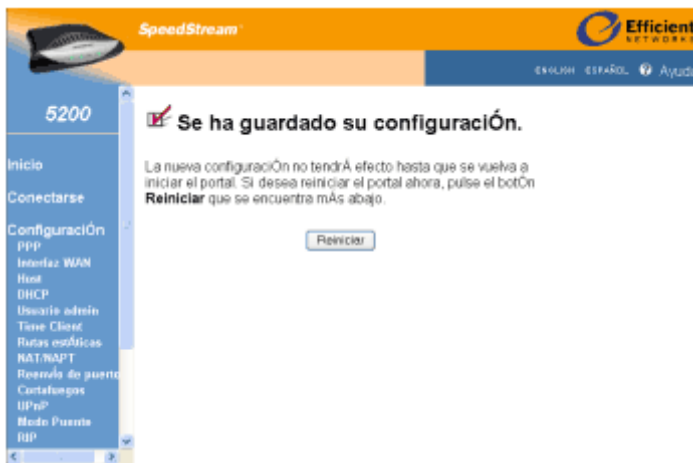 SpeedStream
Efficient
NETWORKS
ENGLISH ESPAÑOL ? Ayuda
5200
Inicio
Conectarse
ConfiguraciÓn
PPP
Interfaz WAN
Host
DHCP
Usuario admin
Time Client
Rutas estÁticas
NAT/NAPT
ReenvÍo de puerto
Cortafuegos
UPnP
Modo Puente
RIP
Se ha guardado su configuraciÓn.
La nueva configuraciÓn no tendrÁ efecto hasta que se vuelva a
iniciar el portal. Si desea reiniciar el portal ahora, pulse el botÓn
Reiniciar que se encuentra mÁs abajo.
Reiniciar